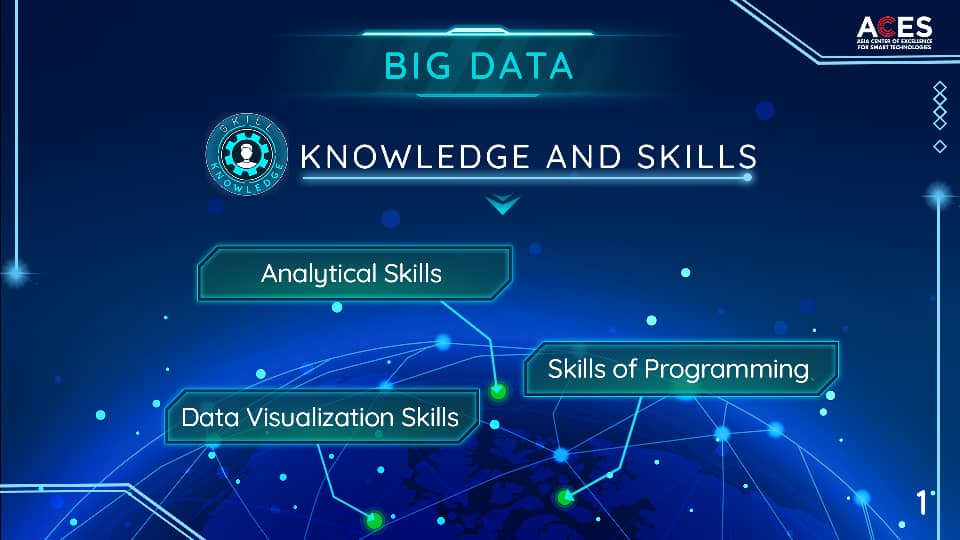 BIG DATA
ACES
ASIA CENTER OF EXCELLENCE
FOR SMART TECHNOLOGIES
SKILL
KNOWLEDGE
KNOWLEDGE AND SKILLS
Analytical Skills
Skills of Programming
Data Visualization Skills
1